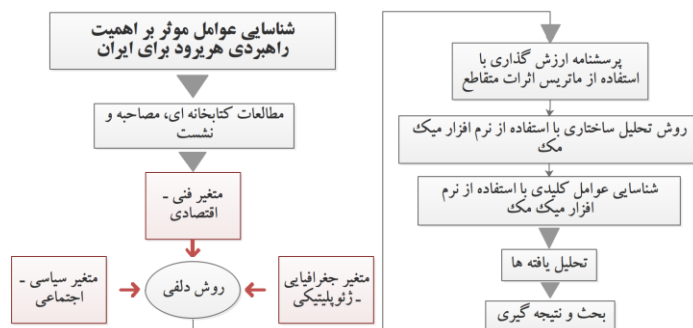 شناسایی عوامل موثر بر اهمیت
راهبردی هریرود برای ایران
مطالعات کتابخانه ای، مصاحبه و
نشست
متغیر فنی ـ
اقتصادی
متغیر جغرافیایی
ـ ژئوپلیتیکی
روش دلفی
متغیر سیاسی ـ
اجتماعی
پرسشنامه ارزش گذاری با
استفاده از ماتریس اثرات متقاطع
روش تحلیل ساختاری با استفاده از نرم افزار میک
مک
شناسایی عوامل کلیدی با استفاده از نرم
افزار میک مک
تحلیل یافته ها
بحث و نتیجه گیری